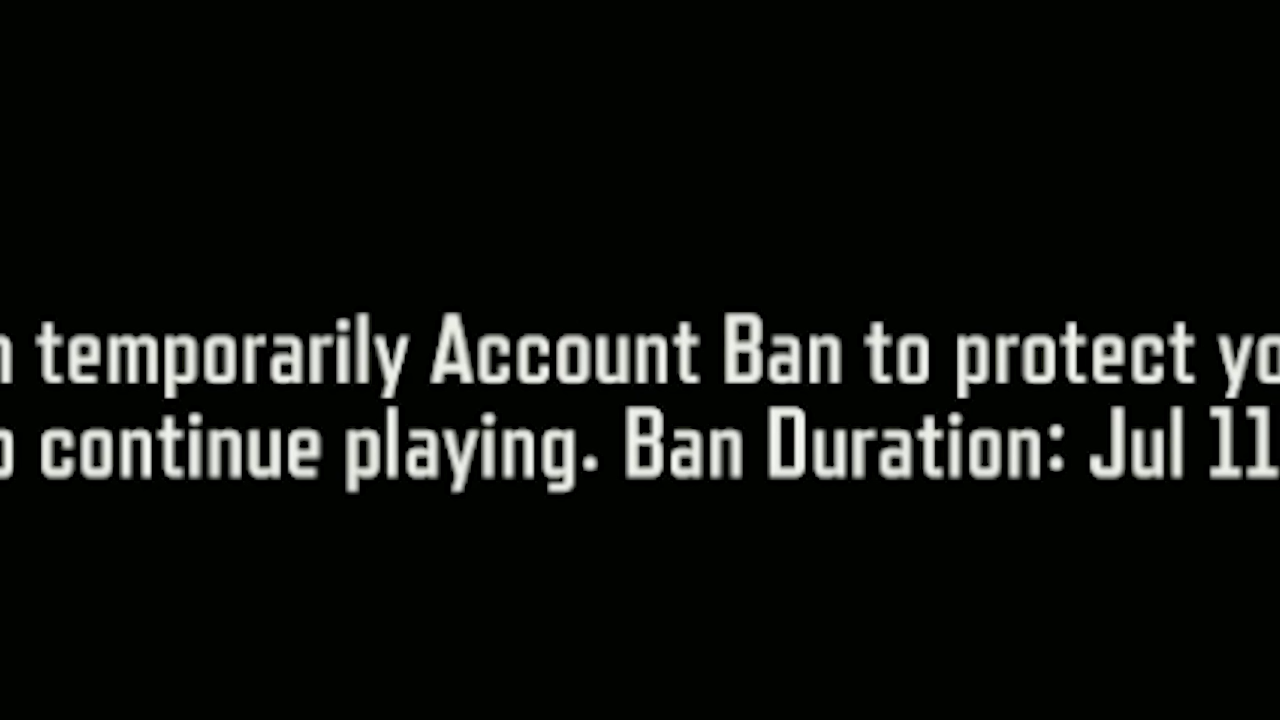 temporarily Account Ban to protect
continue playing. Ban Duration: Jul 11